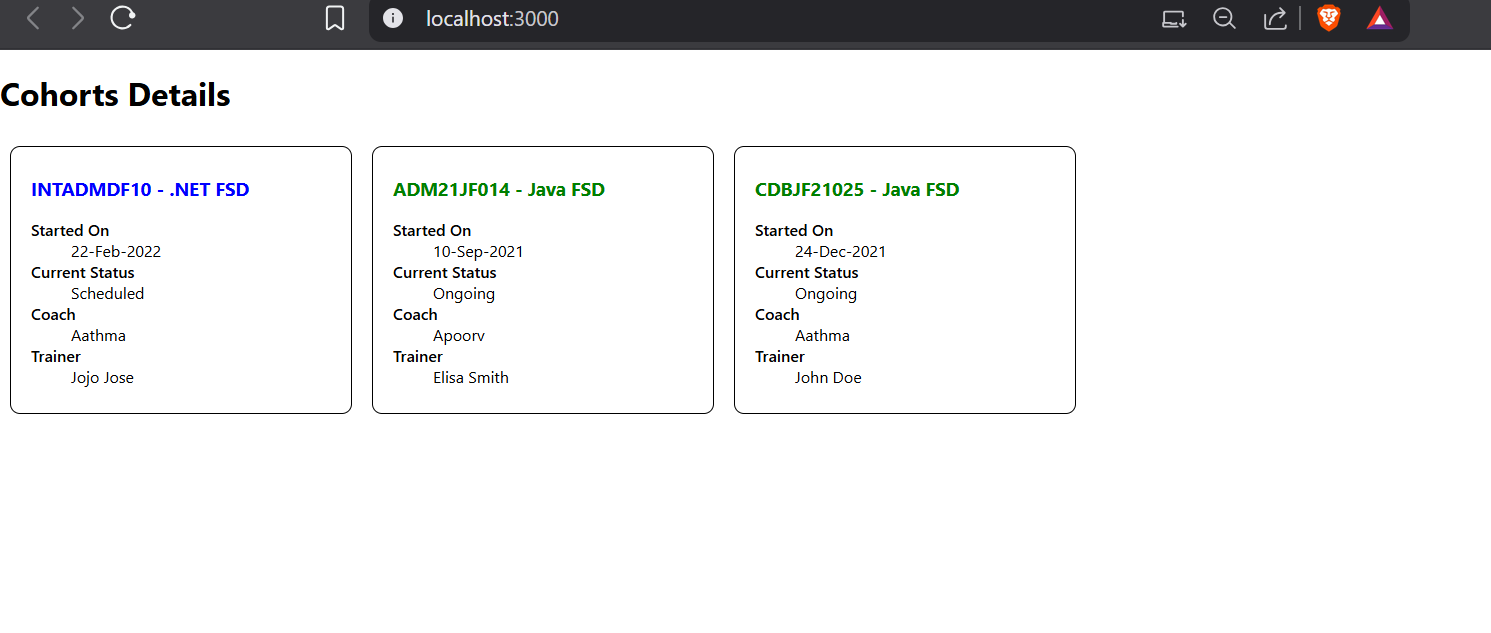 localhost:3000
Cohorts Details
INTADMDF10 - .NET FSD
Started On
22-Feb-2022
Current Status
Scheduled
Coach
Aathma
Trainer
Jojo Jose
ADM21JF014 - Java FSD
Started On
10-Sep-2021
Current Status
Ongoing
Coach
Apoorv
Trainer
Elisa Smith
CDBJF21025 - Java FSD
Started On
24-Dec-2021
Current Status
Ongoing
Coach
Aathma
Trainer
John Doe